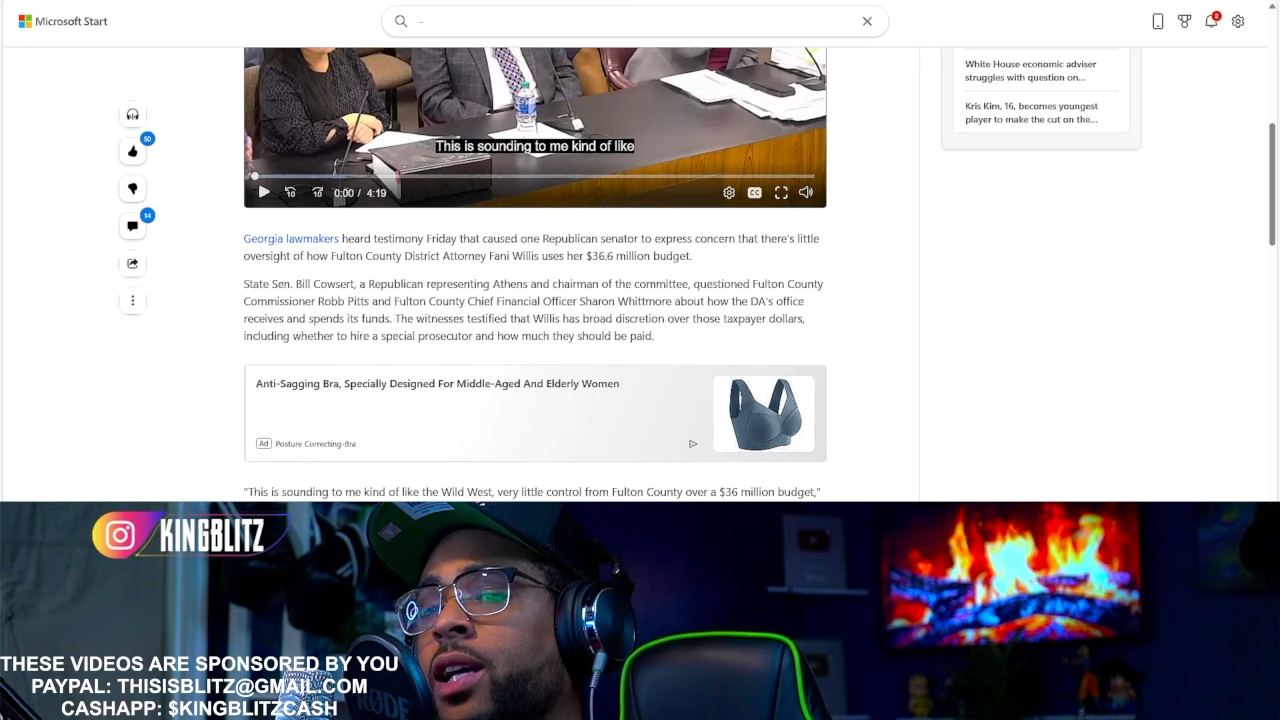 Microsoft Start
-
2
White House economic adviser
struggles with question on...
Kris Kim, 16, becomes youngest
player to make the cut on the...
50
14
This is sounding to me kind of like
10
10
0:00 / 4:19
CC
Georgia lawmakers heard testimony Friday that caused one Republican senator to express concern that there's little
oversight of how Fulton County District Attorney Fani Willis uses her $36.6 million budget.
State Sen. Bill Cowsert, a Republican representing Athens and chairman of the committee, questioned Fulton County
Commissioner Robb Pitts and Fulton County Chief Financial Officer Sharon Whittmore about how the DA's office
receives and spends its funds. The witnesses testified that Willis has broad discretion over those taxpayer dollars,
including whether to hire a special prosecutor and how much they should be paid.
Anti-Sagging Bra, Specially Designed For Middle-Aged And Elderly Women
Ad Posture Correcting-Bra
"This is sounding to me kind of like the Wild West, very little control from Fulton County over a $36 million budget,"
KINGBLITZ
THESE VIDEOS ARE SPONSORED BY YOU
PAYPAL: THISISBLITZ@GMAIL.COM
CASHAPP: $KINGBLITZCASH
RØDE